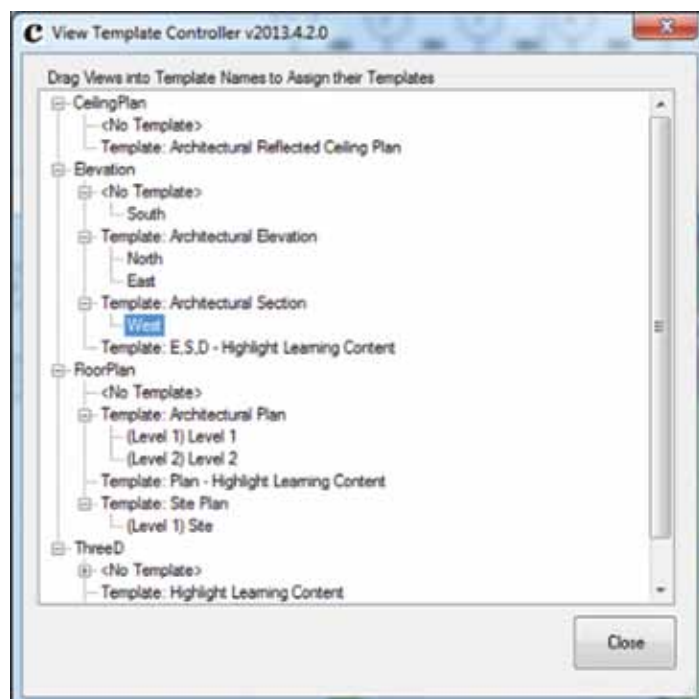 c View Template Controller v2013.4.2.0
Drag Views into Template Names to Assign their Templates
CeilingPlan
<No Template>
Template: Architectural Reflected Ceiling Plan
Elevation
<No Template>
South
Template: Architectural Elevation
North
East
Template: Architectural Section
West
Template: E,S,D - Highlight Learning Content
FloorPlan
<No Template>
Template: Architectural Plan
(Level 1) Level 1
(Level 2) Level 2
Template: Plan - Highlight Learning Content
Template: Site Plan
(Level 1) Site
ThreeD
<No Template>
Template: Highlight Learning Content
Close